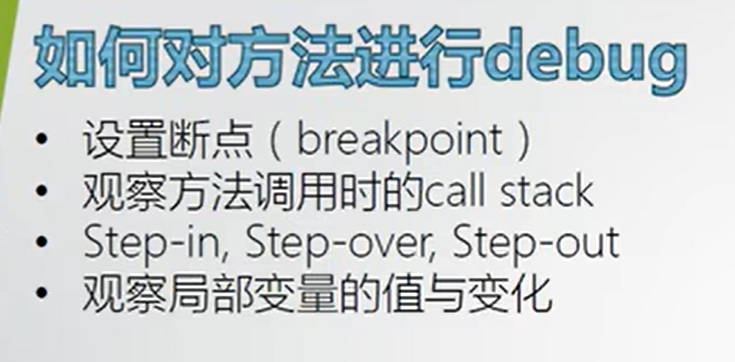 如何对方法进行debug
• 设置断点（breakpoint）
• 观察方法调用时的call stack
• Step-in, Step-over, Step-out
• 观察局部变量的值与变化